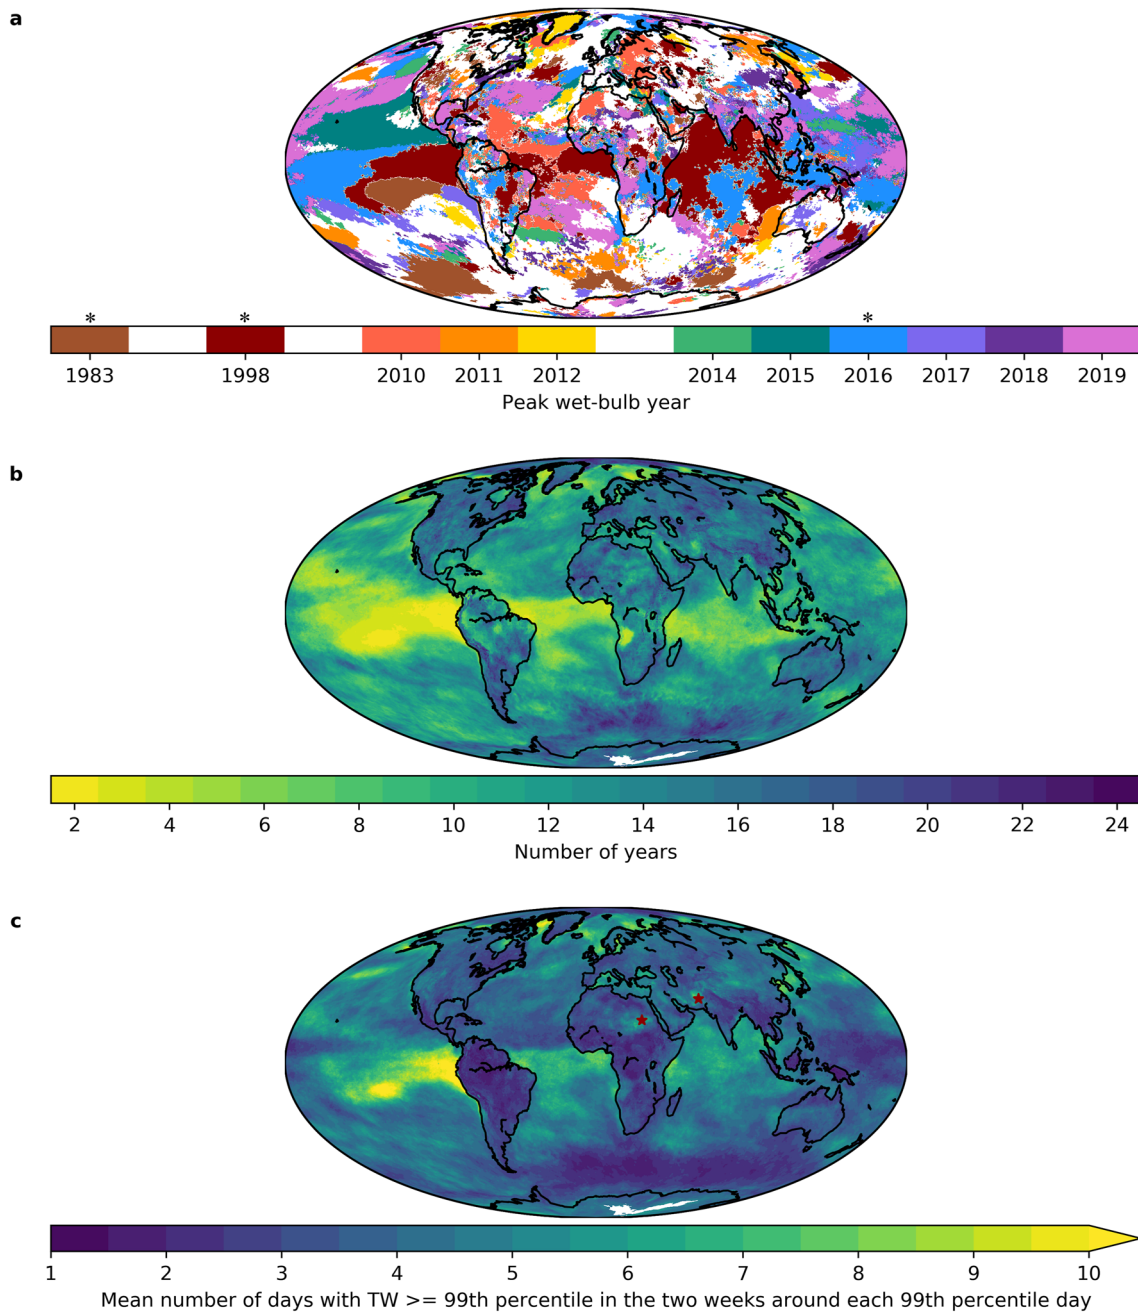 a
* * *
1983 1998 2010 2011 2012 2014 2015 2016 2017 2018 2019
Peak wet-bulb year
b
2 4 6 8 10 12 14 16 18 20 22 24
Number of years
c
1 2 3 4 5 6 7 8 9 10
Mean number of days with TW >= 99th percentile in the two weeks around each 99th percentile day